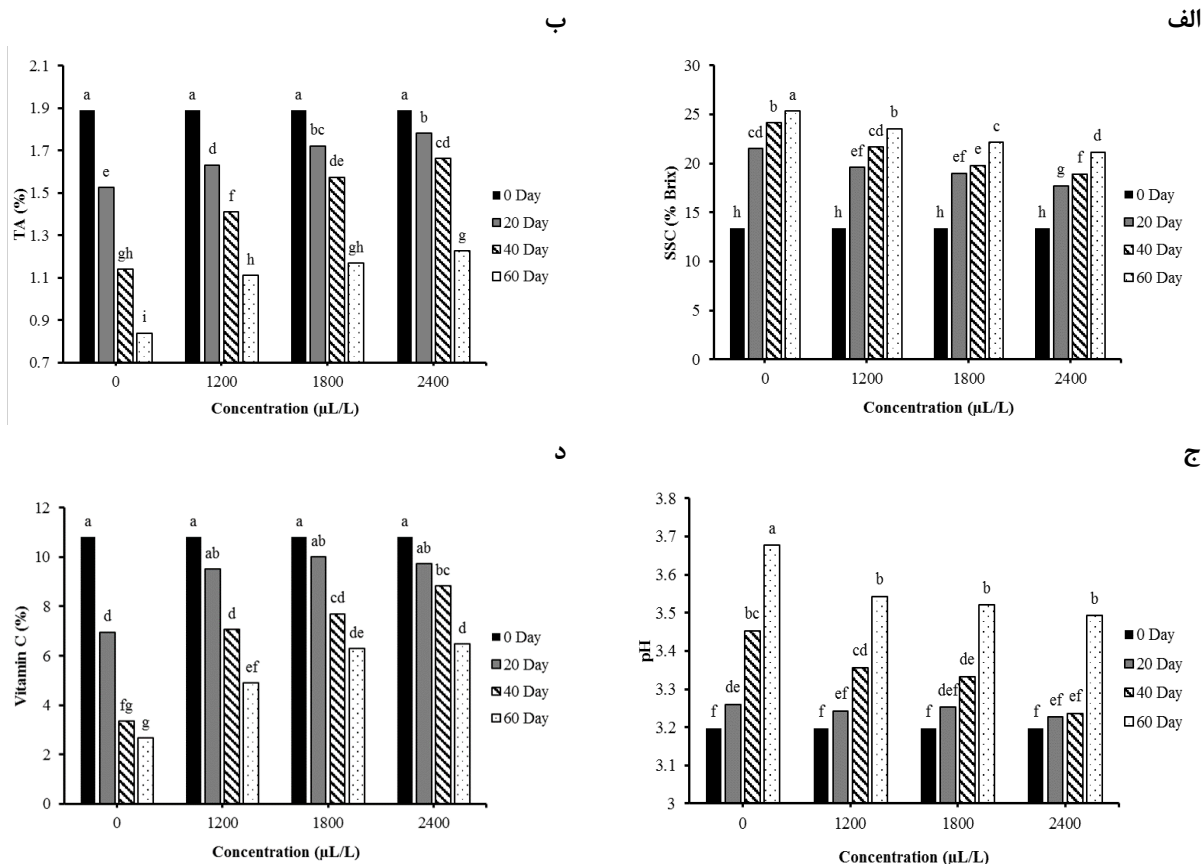 الف
30
25
20
15
10
5
0
SSC (% Brix)
h cd b a
h ef cd b
h ef e c
h g f d
0 1200 1800 2400
Concentration (µL/L)
0 Day
20 Day
40 Day
60 Day
ب
2.1
1.9
1.7
1.5
1.3
1.1
0.9
0.7
TA (%)
a e gh i
a d f h
a bc de gh
a b cd g
0 1200 1800 2400
Concentration (µL/L)
0 Day
20 Day
40 Day
60 Day
ج
3.8
3.7
3.6
3.5
3.4
3.3
3.2
3.1
3
pH
f de bc a
f ef cd b
f def de b
f ef ef b
0 1200 1800 2400
Concentration (µL/L)
0 Day
20 Day
40 Day
60 Day
د
12
10
8
6
4
2
0
Vitamin C (%)
a d fg g
a ab d ef
a ab cd de
a ab bc d
0 1200 1800 2400
Concentration (µL/L)
0 Day
20 Day
40 Day
60 Day